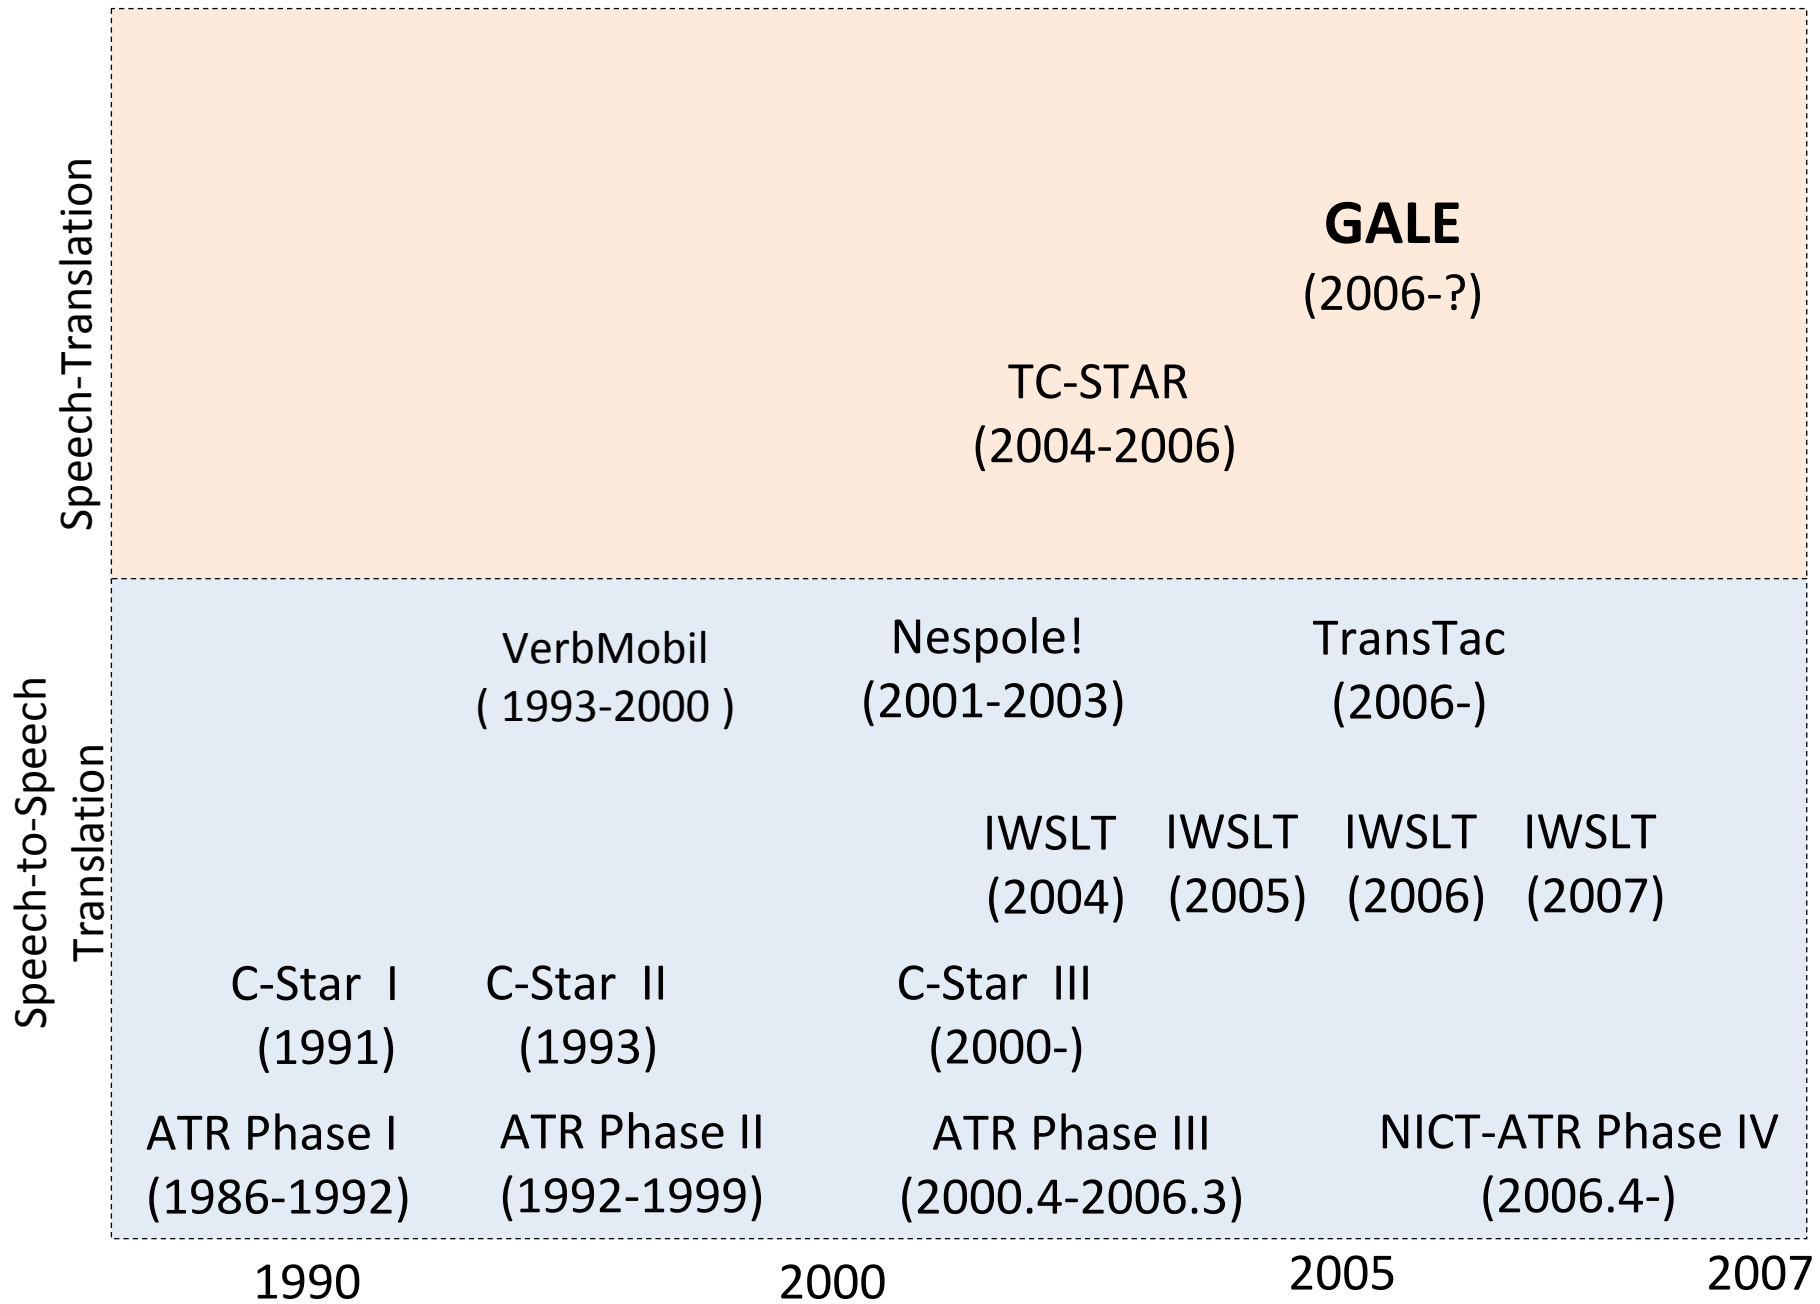 Speech-Translation
GALE
(2006-?)
TC-STAR
(2004-2006)
Speech-to-Speech
Translation
VerbMobil
( 1993-2000 )
Nespole!
(2001-2003)
TransTac
(2006-)
IWSLT
(2004)
IWSLT
(2005)
IWSLT
(2006)
IWSLT
(2007)
C-Star I
(1991)
C-Star II
(1993)
C-Star III
(2000-)
ATR Phase I
(1986-1992)
ATR Phase II
(1992-1999)
ATR Phase III
(2000.4-2006.3)
NICT-ATR Phase IV
(2006.4-)
1990
2000
2005
2007